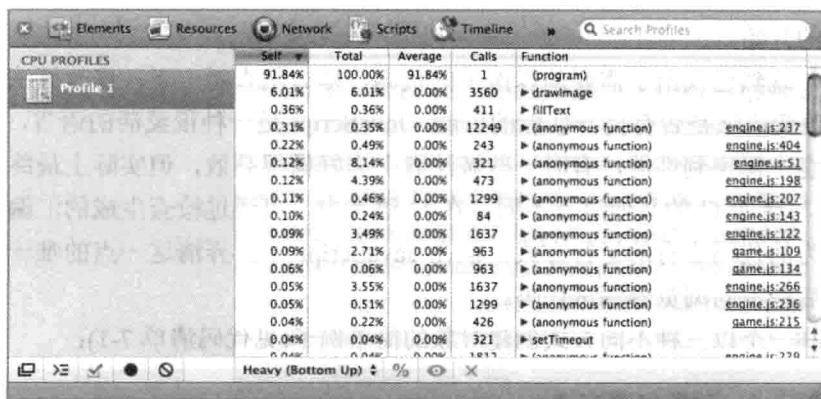 Elements Resources Network Scripts Timeline » Search Profiles
CPU PROFILES
Profile 1
Self Total Average Calls Function
91.84% 100.00% 91.84% 1 (program)
6.01% 6.01% 0.00% 3560 drawImage
0.36% 0.36% 0.00% 411 fillText
0.31% 0.35% 0.00% 12249 (anonymous function) engine.js:237
0.22% 0.49% 0.00% 243 (anonymous function) engine.js:404
8.14% 0.00% 321 (anonymous function) engine.js:51
0.12% 4.39% 0.00% 473 (anonymous function) engine.js:198
0.11% 0.46% 0.00% 1299 (anonymous function) engine.js:207
0.10% 0.24% 0.00% 84 (anonymous function) engine.js:143
0.09% 3.49% 0.00% 1637 (anonymous function) engine.js:122
0.09% 2.71% 0.00% 963 (anonymous function) game.js:109
0.06% 0.06% 0.00% 963 (anonymous function) game.js:134
0.05% 3.55% 0.00% 1637 (anonymous function) engine.js:266
0.05% 0.51% 0.00% 1299 (anonymous function) engine.js:236
0.04% 0.22% 0.00% 426 (anonymous function) game.js:215
0.04% 0.04% 0.00% 321 setTimeout
Heavy (Bottom Up) %